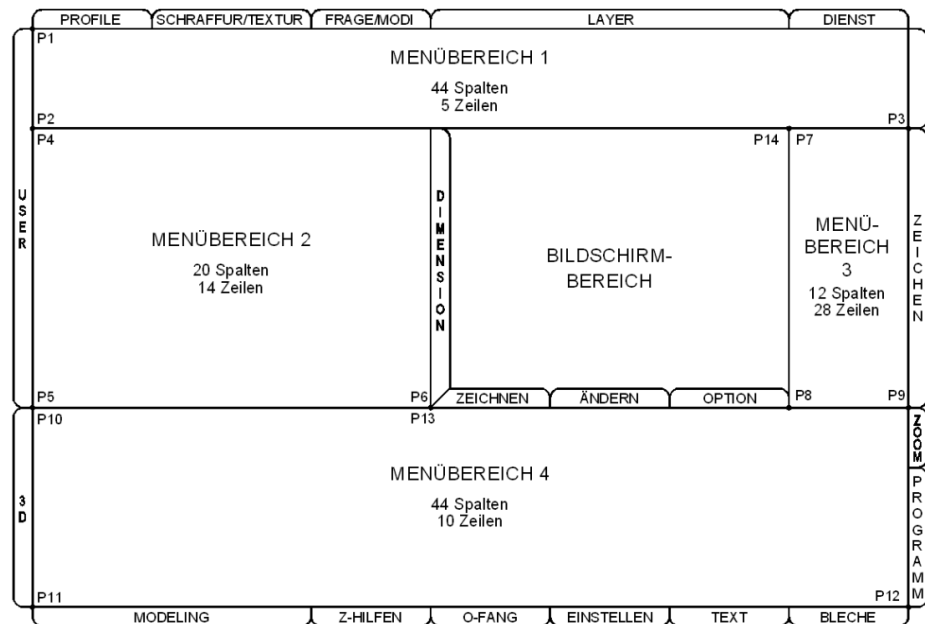 PROFILE SCHRAFFUR/TEXTUR FRAGE/MODI LAYER DIENST
P1
MENÜBEREICH 1
44 Spalten
5 Zeilen
P2 P3
P4 P14 P7
USER
DIMENSION
ZEICHEN
MENÜBEREICH 2
20 Spalten
14 Zeilen
BILDSCHIRM-
BEREICH
MENÜ-
BEREICH
3
12 Spalten
28 Zeilen
P5 P6 ZEICHNEN ÄNDERN OPTION P8 P9
P10 P13
ZOOM
MENÜBEREICH 4
44 Spalten
10 Zeilen
3D
PROGRAMM
P11 P12
MODELING Z-HILFEN O-FANG EINSTELLEN TEXT BLECHE